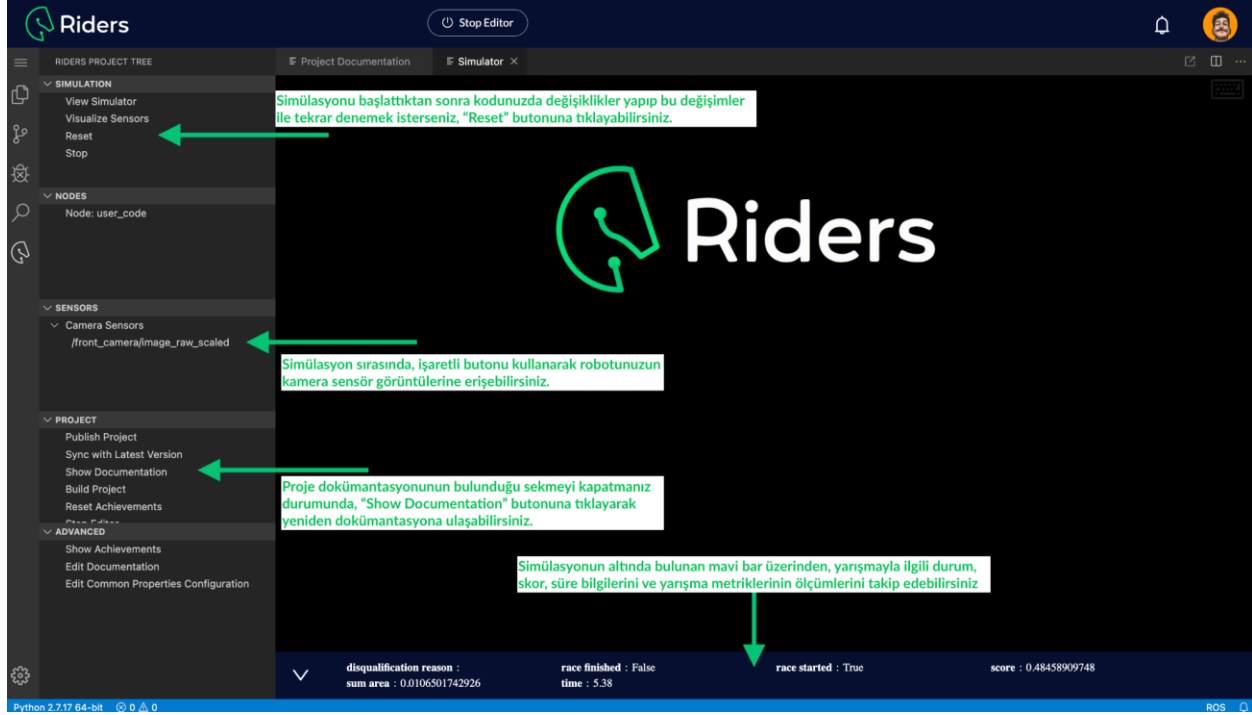 Riders
Stop Editor
RIDERS PROJECT TREE
Project Documentation
Simulator
SIMULATION
View Simulator
Visualize Sensors
Reset
Stop
Simülasyonu başlattıktan sonra kodunuzda değişiklikler yapıp bu değişimler
ile tekrar denemek isterseniz, “Reset” butonuna tıklayabilirsiniz.
NODES
Node: user_code
Riders
SENSORS
Camera Sensors
/front_camera/image_raw_scaled
Simülasyon sırasında, işaretli butonu kullanarak robotunuzun
kamera sensör görüntülerine erişebilirsiniz.
PROJECT
Publish Project
Sync with Latest Version
Show Documentation
Build Project
Reset Achievements
Stop Editor
Proje dokümantasyonunun bulunduğu sekmeyi kapatmanız
durumunda, “Show Documentation” butonuna tıklayarak
yeniden dokümantasyona ulaşabilirsiniz.
ADVANCED
Show Achievements
Edit Documentation
Edit Common Properties Configuration
Simülasyonun altında bulunan mavi bar üzerinden, yarışmayla ilgili durum,
skor, süre bilgilerini ve yarışma metriklerinin ölçümlerini takip edebilirsiniz
disqualification reason :
race finished : False
race started : True
score : 0.48458909748
sum area : 0.0106501742926
time : 5.38
Python 2.7.17 64-bit
0
0
ROS